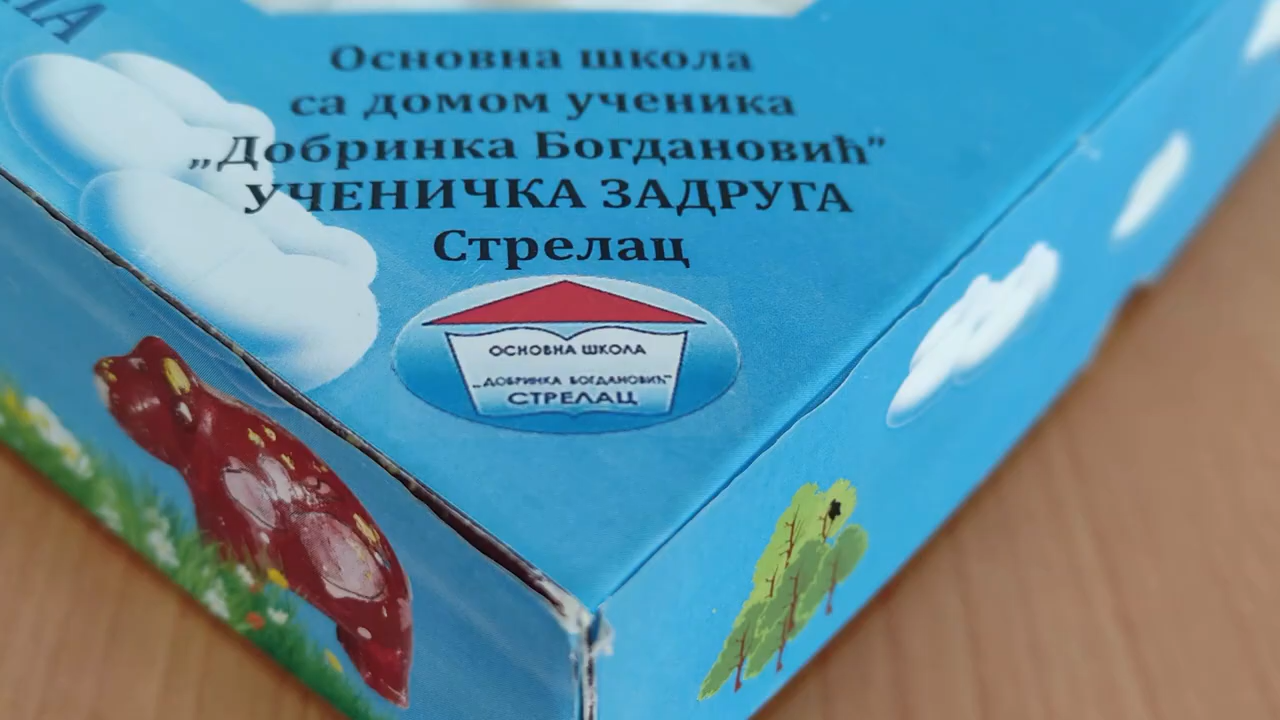 Основна школа
са домом ученика
„Добринка Богдановић”
УЧЕНИЧКА ЗАДРУГА
Стрелац
ОСНОВНА ШКОЛА
„ДОБРИНКА БОГДАНОВИЋ”
СТРЕЛАЦ